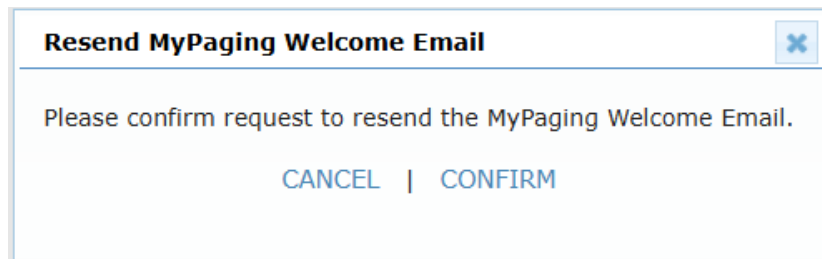 Resend MyPaging Welcome Email
Please confirm request to resend the MyPaging Welcome Email.
CANCEL | CONFIRM